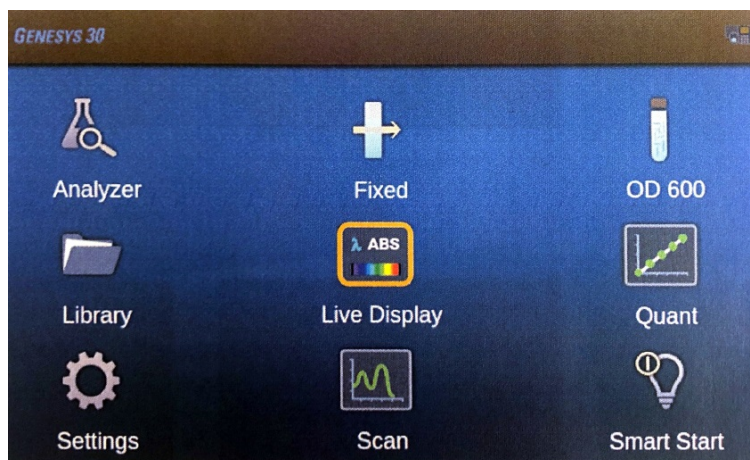 GENESYS 30
Analyzer
Fixed
OD 600
Library
λ ABS
Live Display
Quant
Settings
Scan
Smart Start